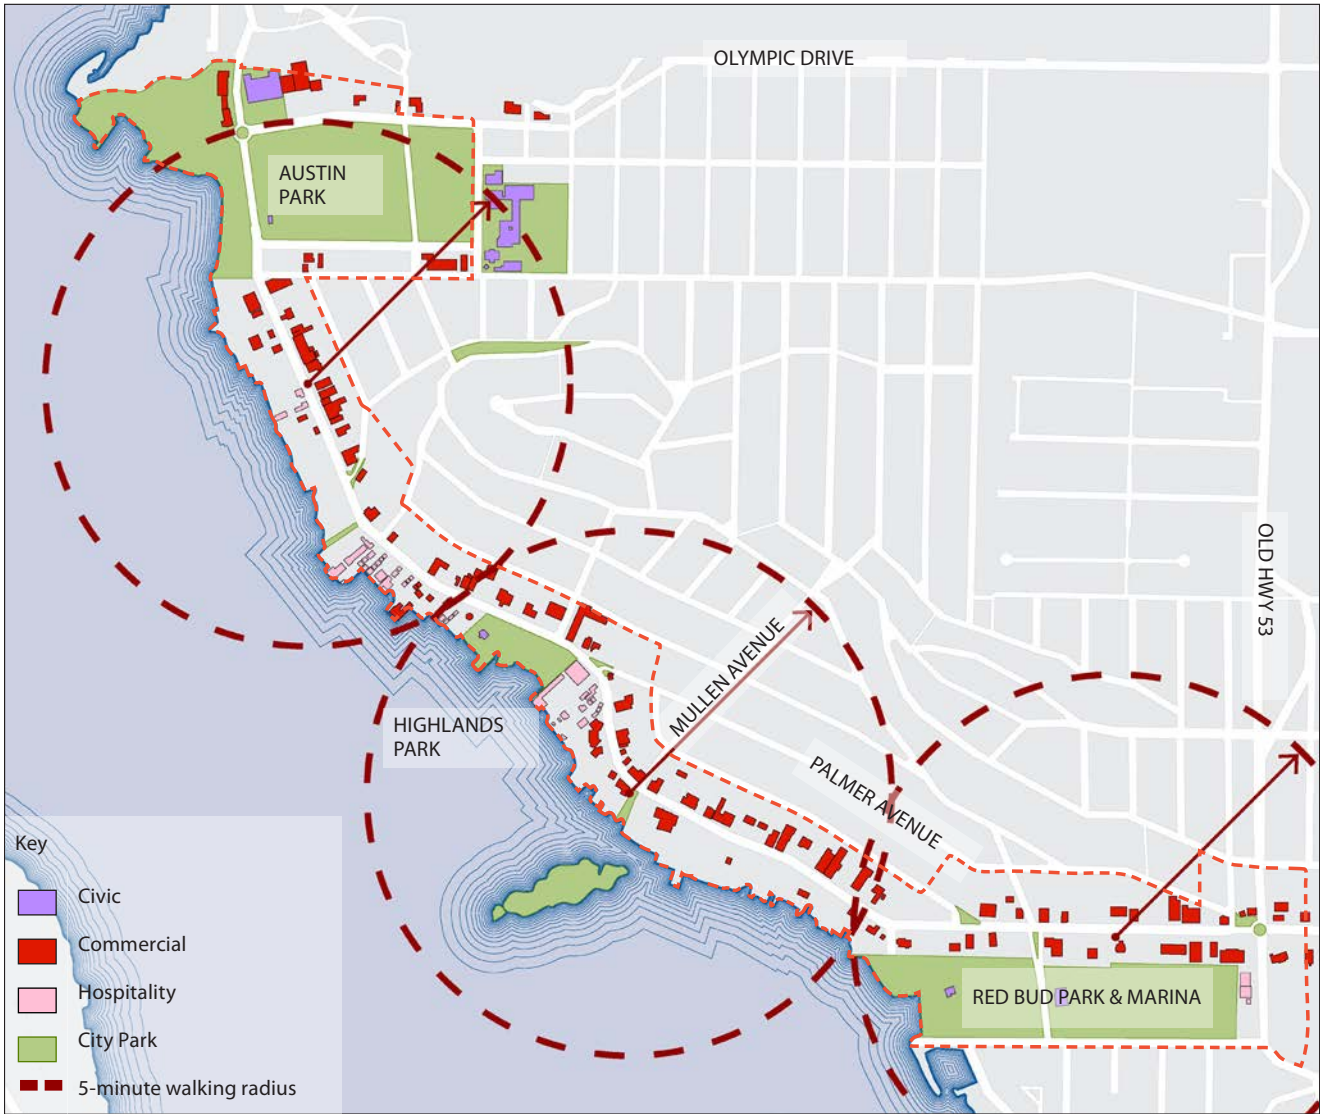 OLYMPIC DRIVE
AUSTIN
PARK
OLD HWY 53
MULLEN AVENUE
HIGHLANDS
PARK
PALMER AVENUE
RED BUD PARK & MARINA
Key
Civic
Commercial
Hospitality
City Park
5-minute walking radius